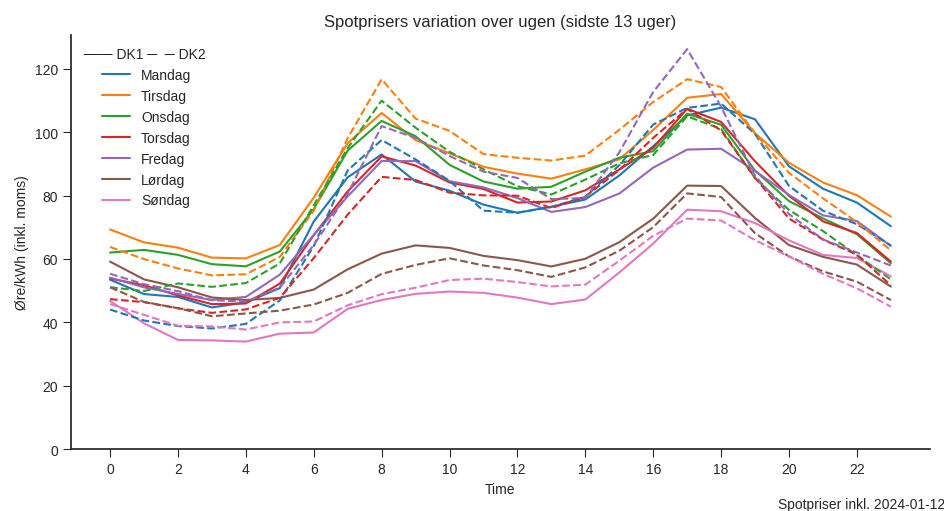 Spotprisers variation over ugen (sidste 13 uger)
DK1 DK2
Mandag
Tirsdag
Onsdag
Torsdag
Fredag
Lørdag
Søndag
Øre/kWh (inkl. moms)
120
100
80
60
40
20
0
0 2 4 6 8 10 12 14 16 18 20 22
Time
Spotpriser inkl. 2024-01-12